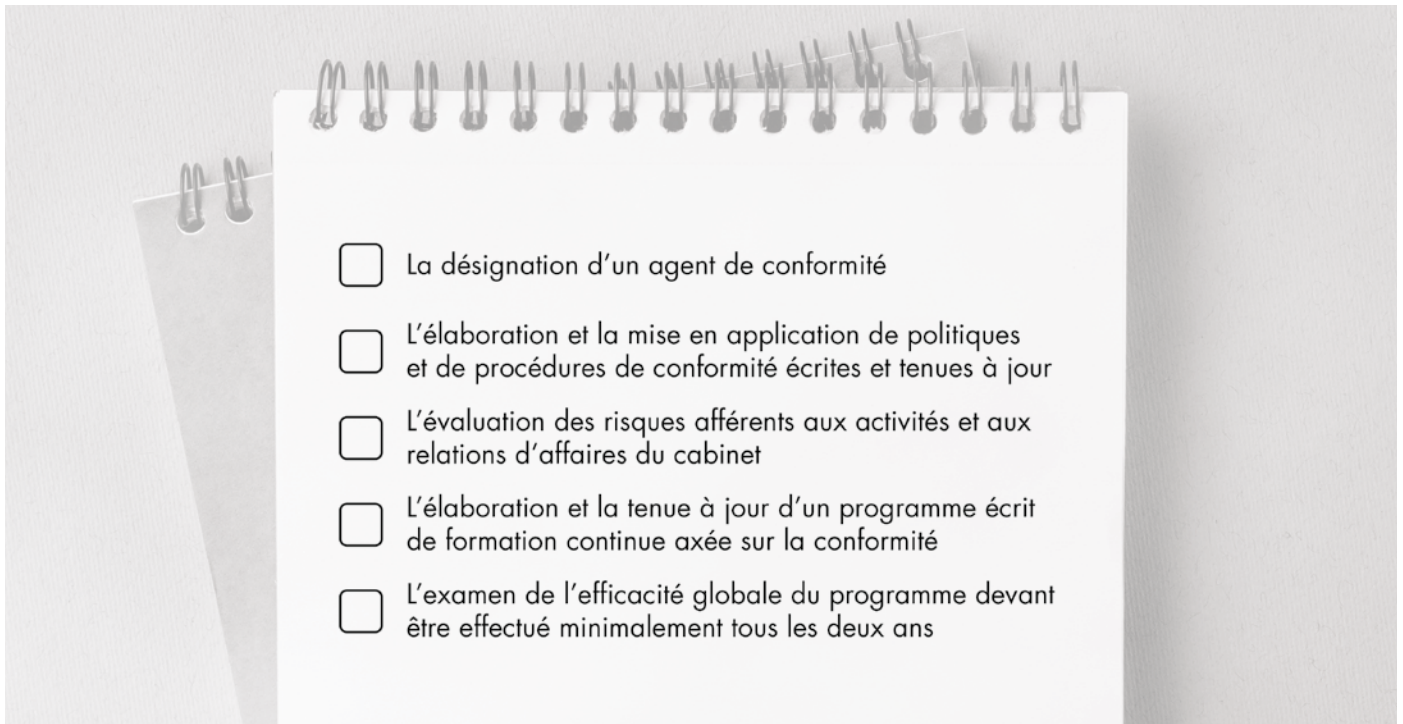 La désignation d’un agent de conformité
L’élaboration et la mise en application de politiques
et de procédures de conformité écrites et tenues à jour
L’évaluation des risques afférents aux activités et aux
relations d’affaires du cabinet
L’élaboration et la tenue à jour d’un programme écrit
de formation continue axée sur la conformité
L’examen de l’efficacité globale du programme devant
être effectué minimalement tous les deux ans